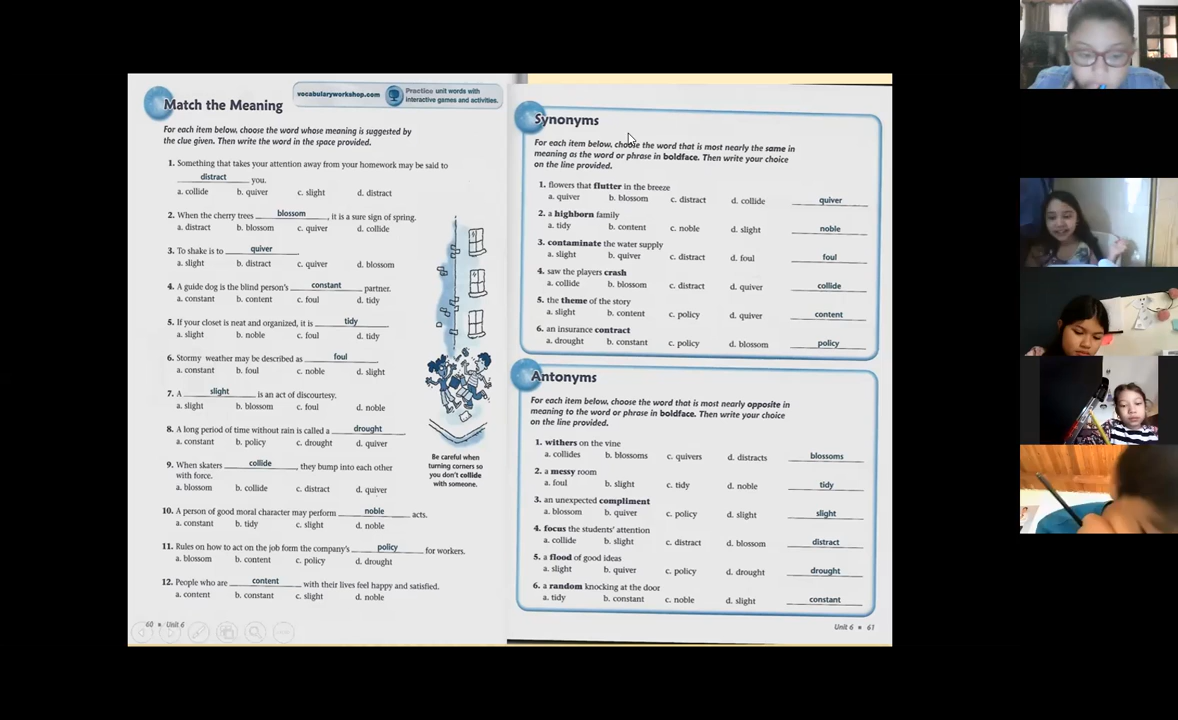 Match the Meaning
vocabularyworkshop.com
Practice unit words with
interactive games and activities.
For each item below, choose the word whose meaning is suggested by
the clue given. Then write the word in the space provided.
1. Something that takes your attention away from your homework may be said to
distract you.
a. collide b. quiver c. slight d. distract
2. When the cherry trees blossom, it is a sure sign of spring.
a. distract b. blossom c. quiver d. collide
3. To shake is to quiver.
a. slight b. distract c. quiver d. blossom
4. A guide dog is the blind person's constant partner.
a. constant b. content c. foul d. tidy
5. If your closet is neat and organized, it is tidy
a. slight b. noble c. foul d. tidy
6. Stormy weather may be described as foul
a. constant b. foul c. noble d. slight
7. A slight is an act of discourtesy.
a. slight b. blossom c. foul d. noble
8. A long period of time without rain is called a drought
a. constant b. policy c. drought d. quiver
9. When skaters collide, they bump into each other
with force.
a. blossom b. collide c. distract d. quiver
10. A person of good moral character may perform noble acts.
a. constant b. tidy c. slight d. noble
11. Rules on how to act on the job form the company's policy for workers.
a. blossom b. content c. policy d. drought
12. People who are content with their lives feel happy and satisfied.
a. content b. constant c. slight d. noble
Be careful when
turning corners so
you don't collide
with someone.
60 ■ Unit 6
Synonyms
For each item below, choose the word that is most nearly the same in
meaning as the word or phrase in boldface. Then write your choice
on the line provided.
1. flowers that flutter in the breeze
a. quiver b. blossom c. distract d. collide quiver
2. a highborn family
a. tidy b. content c. noble d. slight noble
3. contaminate the water supply
a. slight b. quiver c. distract d. foul foul
4. saw the players crash
a. collide b. blossom c. distract d. quiver collide
5. the theme of the story
a. slight b. content c. policy d. quiver content
6. an insurance contract
a. drought b. constant c. policy d. blossom policy
Antonyms
For each item below, choose the word that is most nearly opposite in
meaning to the word or phrase in boldface. Then write your choice
on the line provided.
1. withers on the vine
a. collides b. blossoms c. quivers d. distracts blossoms
2. a messy room
a. foul b. slight c. tidy d. noble tidy
3. an unexpected compliment
a. blossom b. quiver c. policy d. slight slight
4. focus the students' attention
a. collide b. slight c. distract d. blossom distract
5. a flood of good ideas
a. slight b. quiver c. policy d. drought drought
6. a random knocking at the door
a. tidy b. constant c. noble d. slight constant
Unit 6 ■ 61